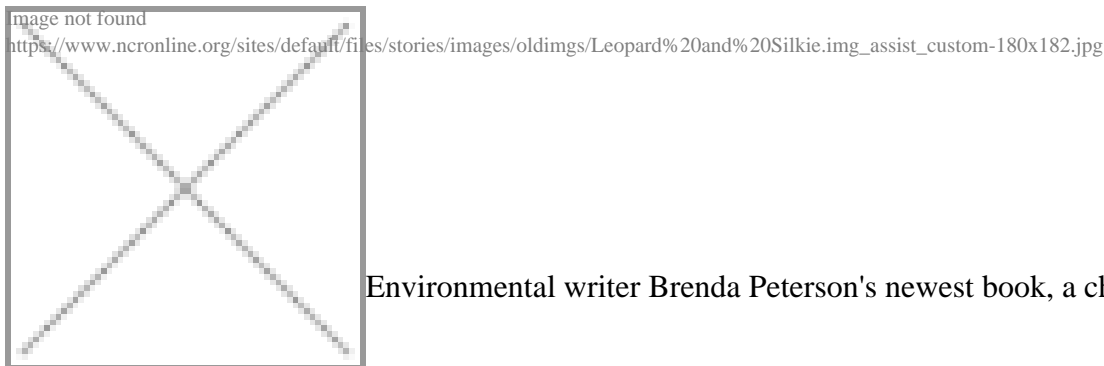 Image not found
https://www.ncronline.org/sites/default/files/stories/images/oldimgs/Leopard%20and%20Silkie.img_assist_custom-180x182.jpg
Environmental writer Brenda Peterson's newest book, a ch